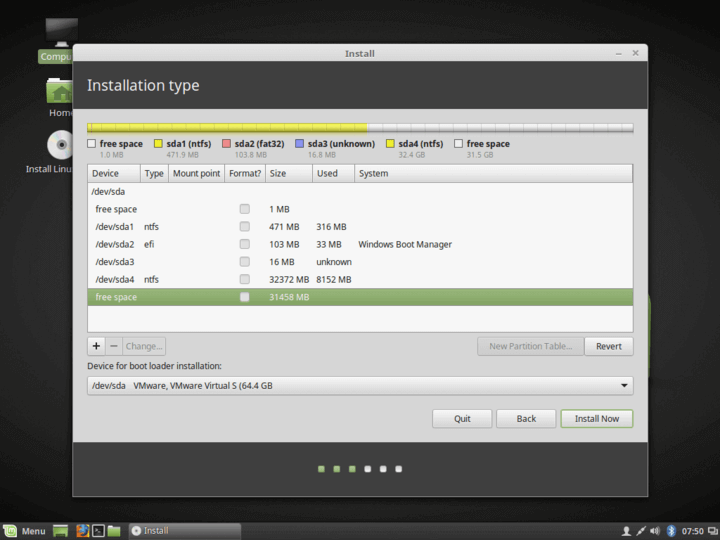 Install
Compu
Home
Install Linu
Installation type
free space sda1 (ntfs) sda2 (fat32) sda3 (unknown) sda4 (ntfs) free space
1.0 MB 471.9 MB 103.8 MB 16.8 MB 32.4 GB 31.5 GB
Device Type Mount point Format? Size Used System
/dev/sda
free space 1 MB
/dev/sda1 ntfs 471 MB 316 MB
/dev/sda2 efi 103 MB 33 MB Windows Boot Manager
/dev/sda3 16 MB unknown
/dev/sda4 ntfs 32372 MB 8152 MB
free space 31458 MB
+ − Change... New Partition Table... Revert
Device for boot loader installation:
/dev/sda VMware, VMware Virtual S (64.4 GB
Quit Back Install Now
Menu Install 07:50